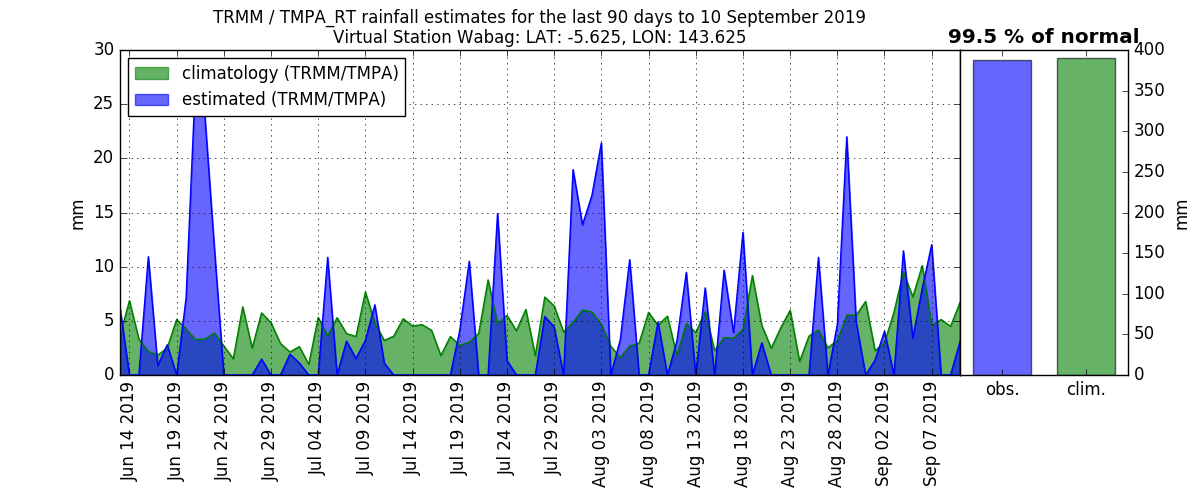 TRMM / TMPA_RT rainfall estimates for the last 90 days to 10 September 2019
Virtual Station Wabag: LAT: -5.625, LON: 143.625
99.5 % of normal
climatology (TRMM/TMPA)
estimated (TRMM/TMPA)
30
25
20
15
10
5
0
mm
400
350
300
250
200
150
100
50
0
mm
Jun 14 2019
Jun 19 2019
Jun 24 2019
Jun 29 2019
Jul 04 2019
Jul 09 2019
Jul 14 2019
Jul 19 2019
Jul 24 2019
Jul 29 2019
Aug 03 2019
Aug 08 2019
Aug 13 2019
Aug 18 2019
Aug 23 2019
Aug 28 2019
Sep 02 2019
Sep 07 2019
obs.
clim.